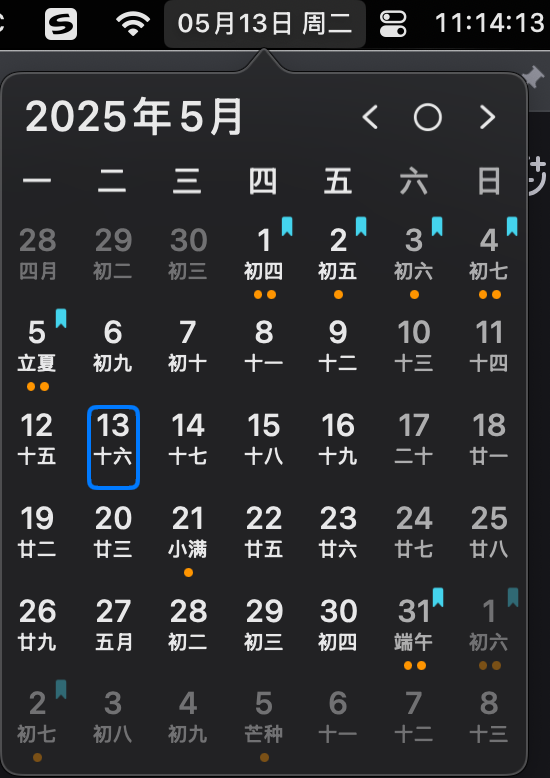 05月13日 周二 11:14:13
2025年5月
一 二 三 四 五 六 日
28 29 30 1 2 3 4
四月 初二 初三 初四 初五 初六 初七
5 6 7 8 9 10 11
立夏 初九 初十 十一 十二 十三 十四
12 13 14 15 16 17 18
十五 十六 十七 十八 十九 二十 廿一
19 20 21 22 23 24 25
廿二 廿三 小满 廿五 廿六 廿七 廿八
26 27 28 29 30 31 1
廿九 五月 初二 初三 初四 端午 初六
2 3 4 5 6 7 8
初七 初八 初九 芒种 十一 十二 十三